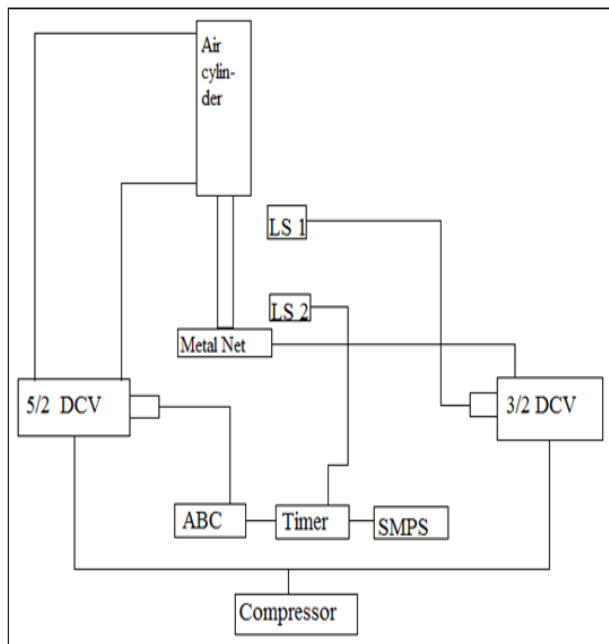 Air
cylin-
der
LS 1
LS 2
Metal Net
5/2 DCV
3/2 DCV
ABC
Timer
SMPS
Compressor